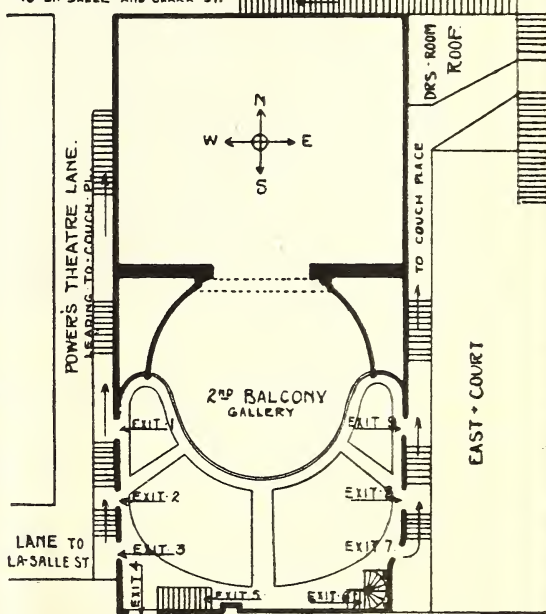 TO LA SALLE AND CLARK ST.
DRS-ROOM
ROOF.
N
W E
S
POWER'S THEATRE LANE.
LEADING-TO-COUCH-PL.
TO COUCH PLACE
2ND BALCONY
GALLERY
EXIT-1
EXIT 9
EAST + COURT
EXIT-2
EXIT-8
EXIT 3
EXIT 7.
LANE TO
LA-SALLE ST
EXIT 4
EXIT 5
EXIT-6